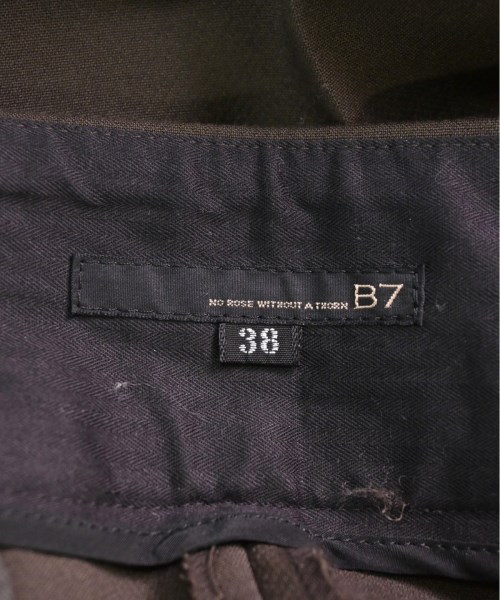 NO ROSE WITHOUT A THORN B7
38